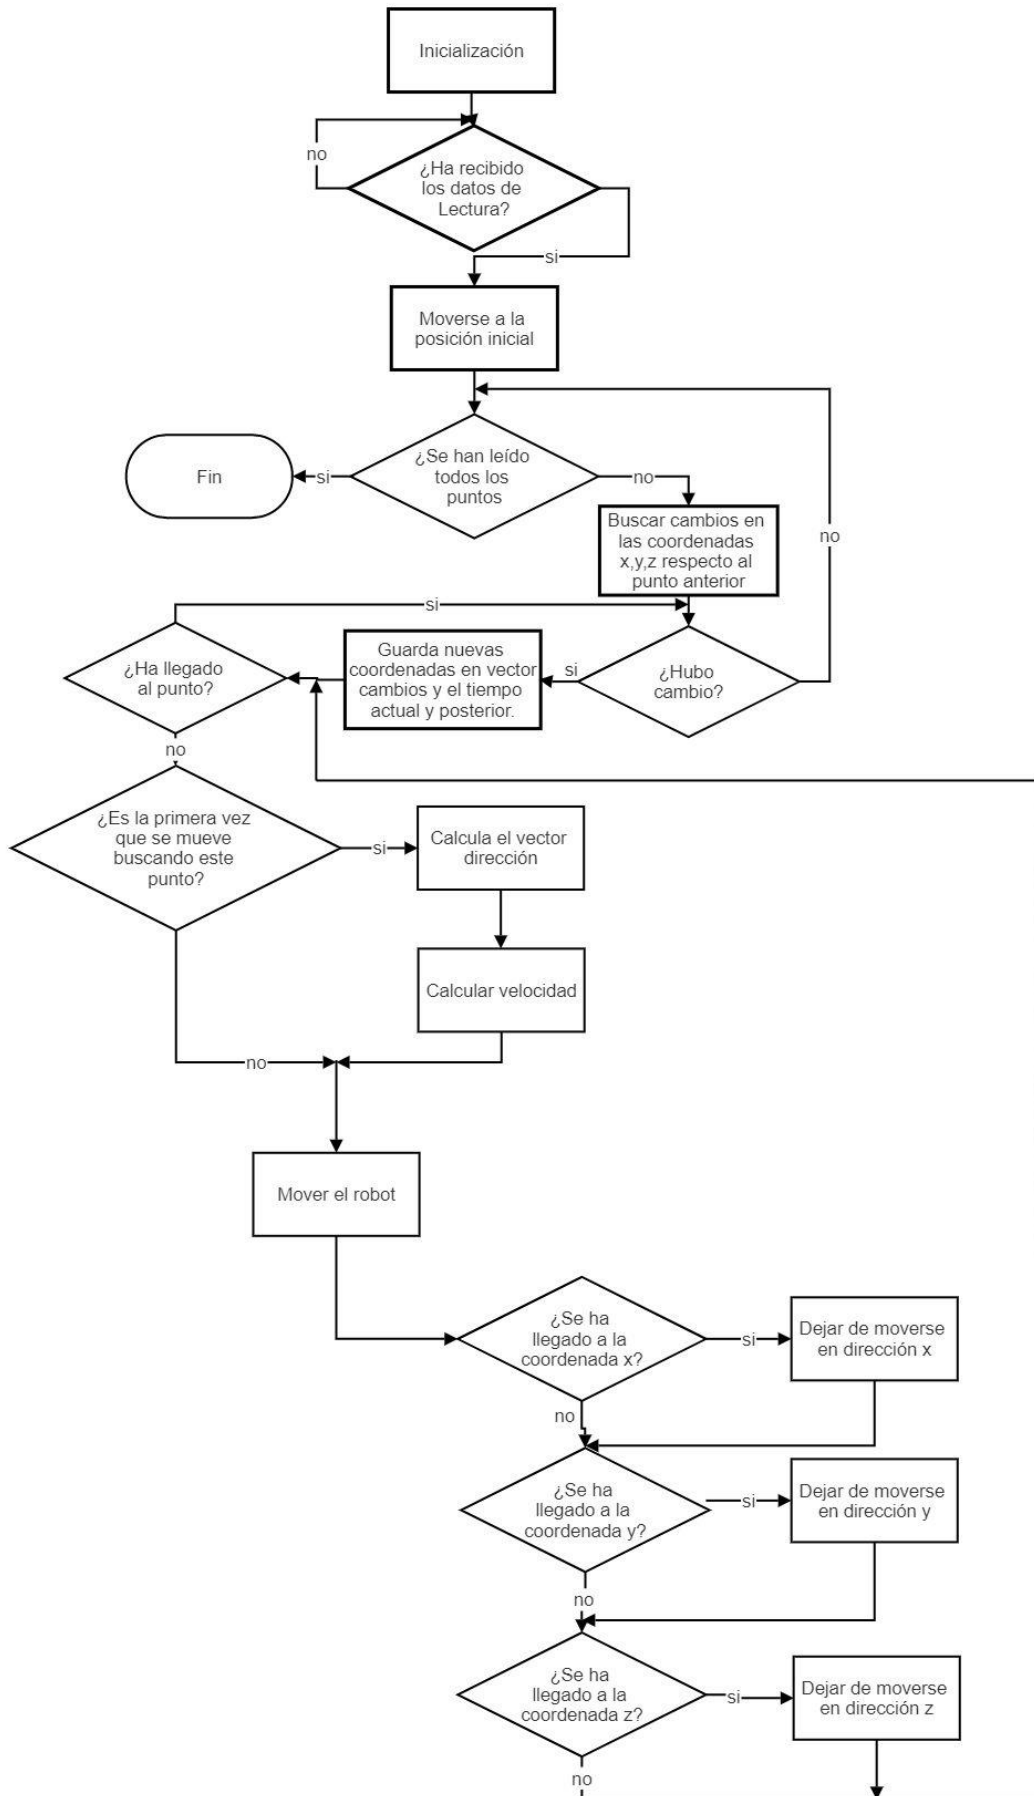 Inicialización
no
¿Ha recibido
los datos de
Lectura?
si
Moverse a la
posición inicial
¿Se han leído
todos los
puntos
si
Fin
no
Buscar cambios en
las coordenadas
x,y,z respecto al
punto anterior
no
si
¿Ha llegado
al punto?
Guarda nuevas
coordenadas en vector
cambios y el tiempo
actual y posterior.
si
¿Hubo
cambio?
no
¿Es la primera vez
que se mueve
buscando este
punto?
si
Calcula el vector
dirección
Calcular velocidad
no
Mover el robot
¿Se ha
llegado a la
coordenada x?
si
Dejar de moverse
en dirección x
no
¿Se ha
llegado a la
coordenada y?
si
Dejar de moverse
en dirección y
no
¿Se ha
llegado a la
coordenada z?
si
Dejar de moverse
en dirección z
no